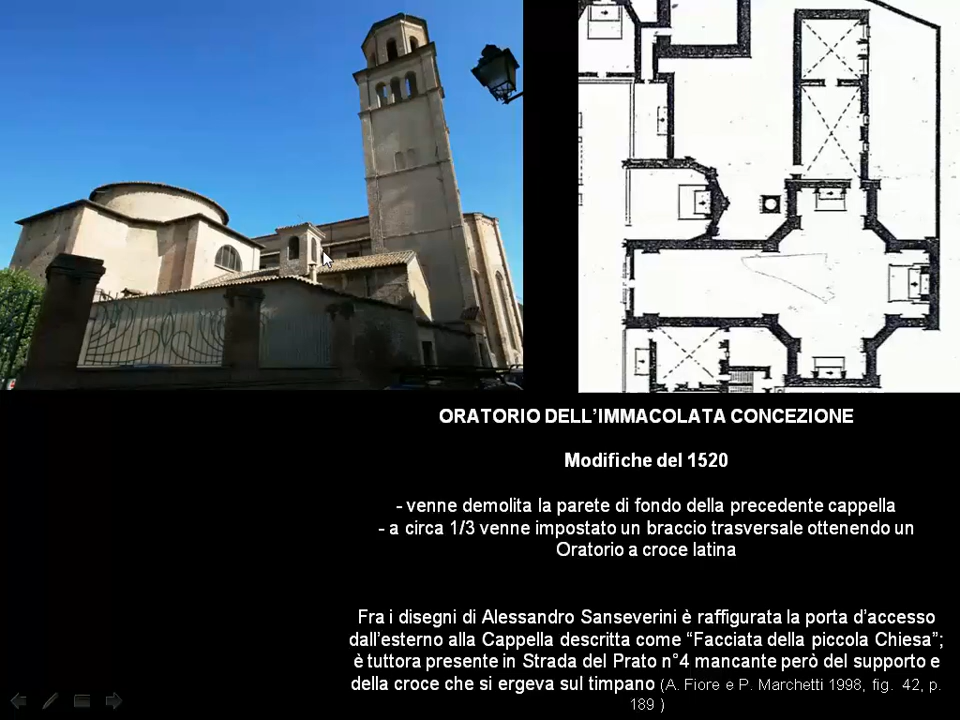 ORATORIO DELL'IMMACOLATA CONCEZIONE
Modifiche del 1520
- venne demolita la parete di fondo della precedente cappella
- a circa 1/3 venne impostato un braccio trasversale ottenendo un
Oratorio a croce latina
Fra i disegni di Alessandro Sanseverini è raffigurata la porta d'accesso
dall'esterno alla Cappella descritta come “Facciata della piccola Chiesa”;
è tuttora presente in Strada del Prato n°4 mancante però del supporto e
della croce che si ergeva sul timpano (A. Fiore e P. Marchetti 1998, fig. 42, p.
189 )